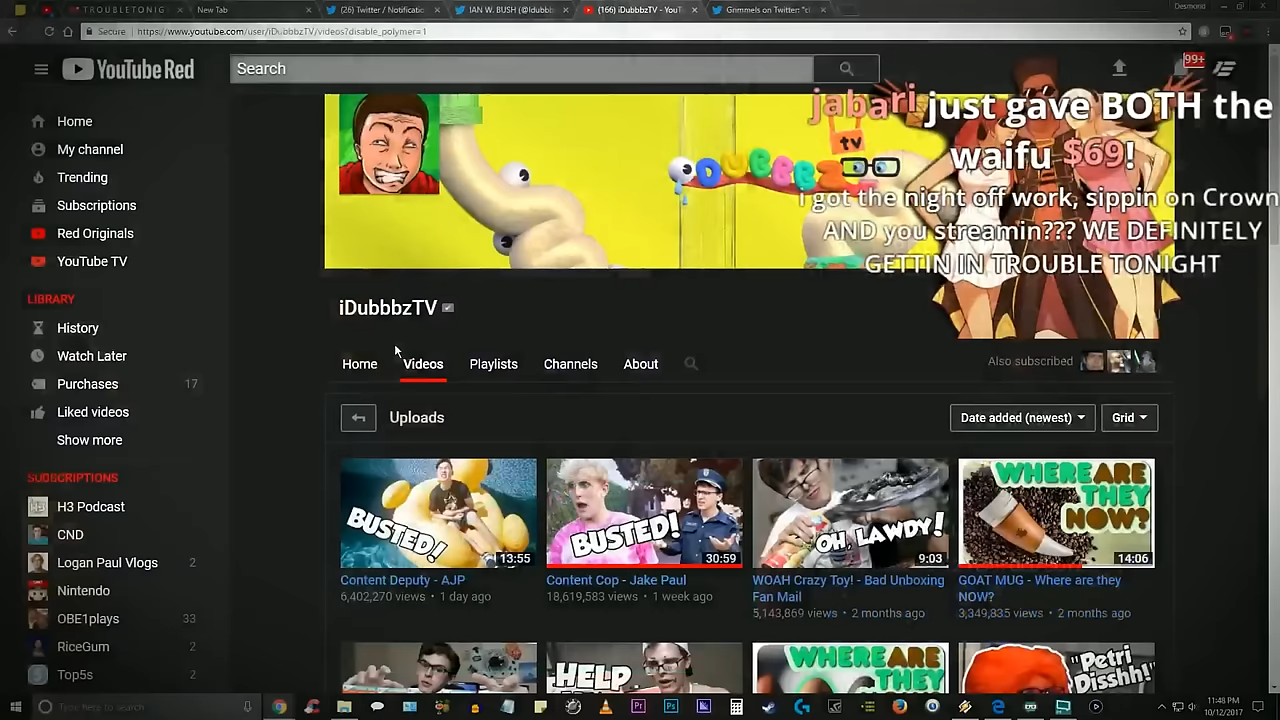 TROUBLETONIG
New Tab
(26) Twitter / Notificatio
IAN W. BUSH (@Idubbb
(166) iDubbbzTV - YouT
Grimmels on Twitter: "cl
Desmond
Secure
https://www.youtube.com/user/iDubbbzTV/videos?disable_polymer=1
YouTube Red
Search
99+
Home
My channel
Trending
Subscriptions
Red Originals
YouTube TV
LIBRARY
History
Watch Later
Purchases 17
Liked videos
Show more
SUBSCRIPTIONS
H3 Podcast
CND
Logan Paul Vlogs 2
Nintendo
OBE1plays 33
RiceGum 2
Top5s 2
tv
DUBBBZ
jabari just gave BOTH the
waifu $69!
I got the night off work, sippin on Crown
AND you streamin??? WE DEFINITELY
GETTIN IN TROUBLE TONIGHT
iDubbbzTV
Home Videos Playlists Channels About
Also subscribed
Uploads
Date added (newest)
Grid
BUSTED!
13:55
Content Deputy - AJP
6,402,270 views • 1 day ago
BUSTED!
30:59
Content Cop - Jake Paul
18,619,583 views • 1 week ago
OH, LAWDY!
9:03
WOAH Crazy Toy! - Bad Unboxing
Fan Mail
5,143,869 views • 2 months ago
WHERE ARE
THEY
NOW?
14:06
GOAT MUG - Where are they
NOW?
3,349,835 views • 2 months ago
HELP
WHERE ARE
THEY
"Petri
Disshh!"
Type here to search
11:48 PM
10/12/2017